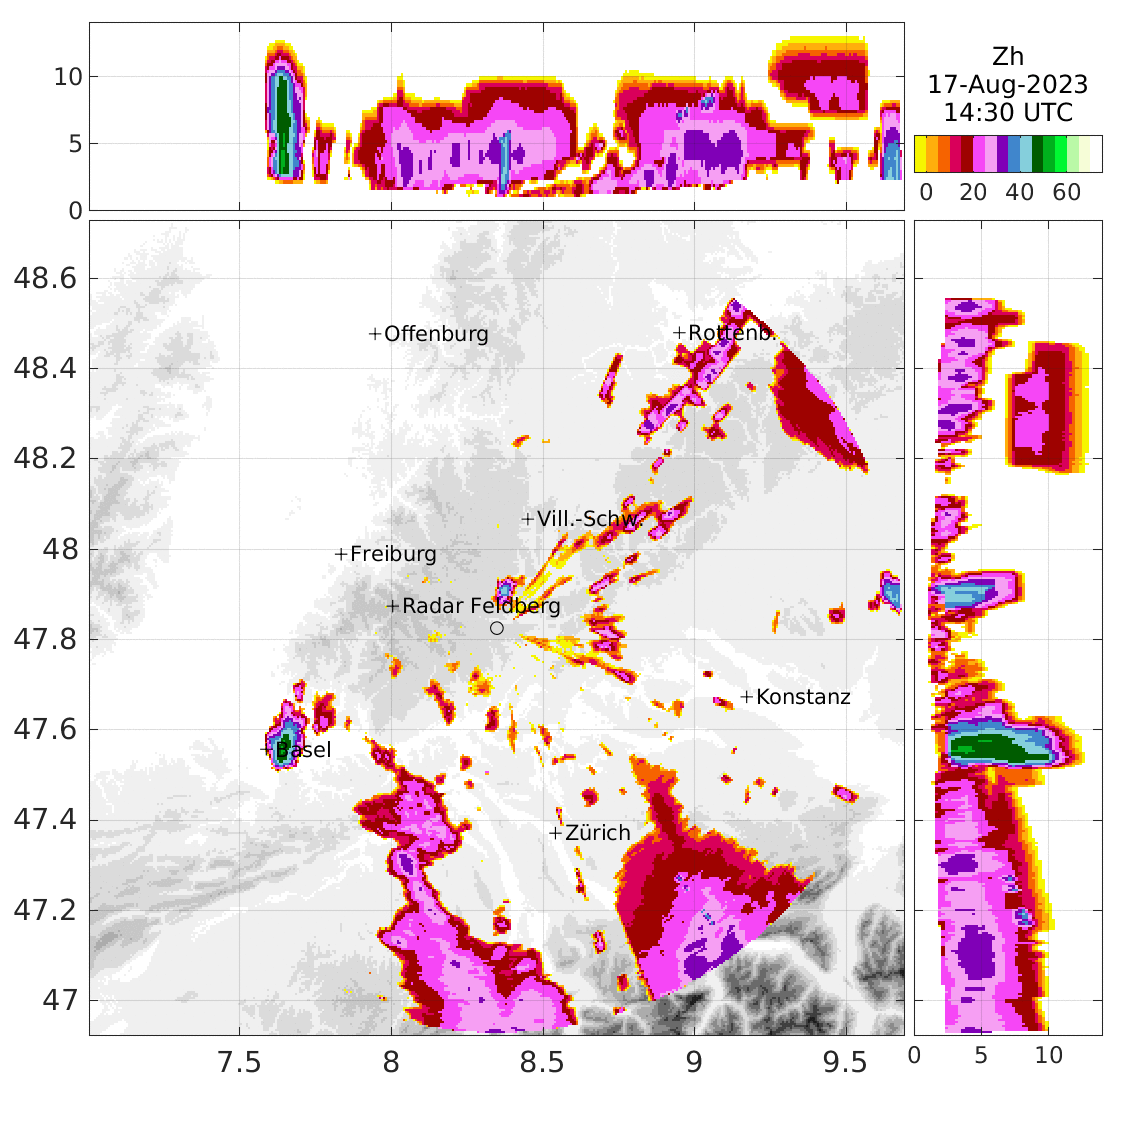 Zh
17-Aug-2023
14:30 UTC
0 20 40 60
10
5
0
48.6
48.4
48.2
48
47.8
47.6
47.4
47.2
47
+Offenburg
+Rottenb.
+Vill.-Schw.
+Freiburg
+Radar Feldberg
+Konstanz
+Basel
+Zürich
7.5 8 8.5 9 9.5
0 5 10